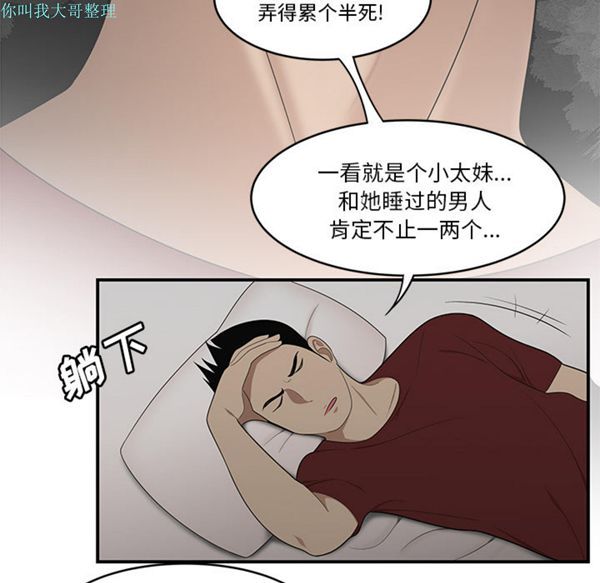 你叫我大哥整理
弄得累个半死!
一看就是个小太妹...
和她睡过的男人
肯定不止一两个...
躺下